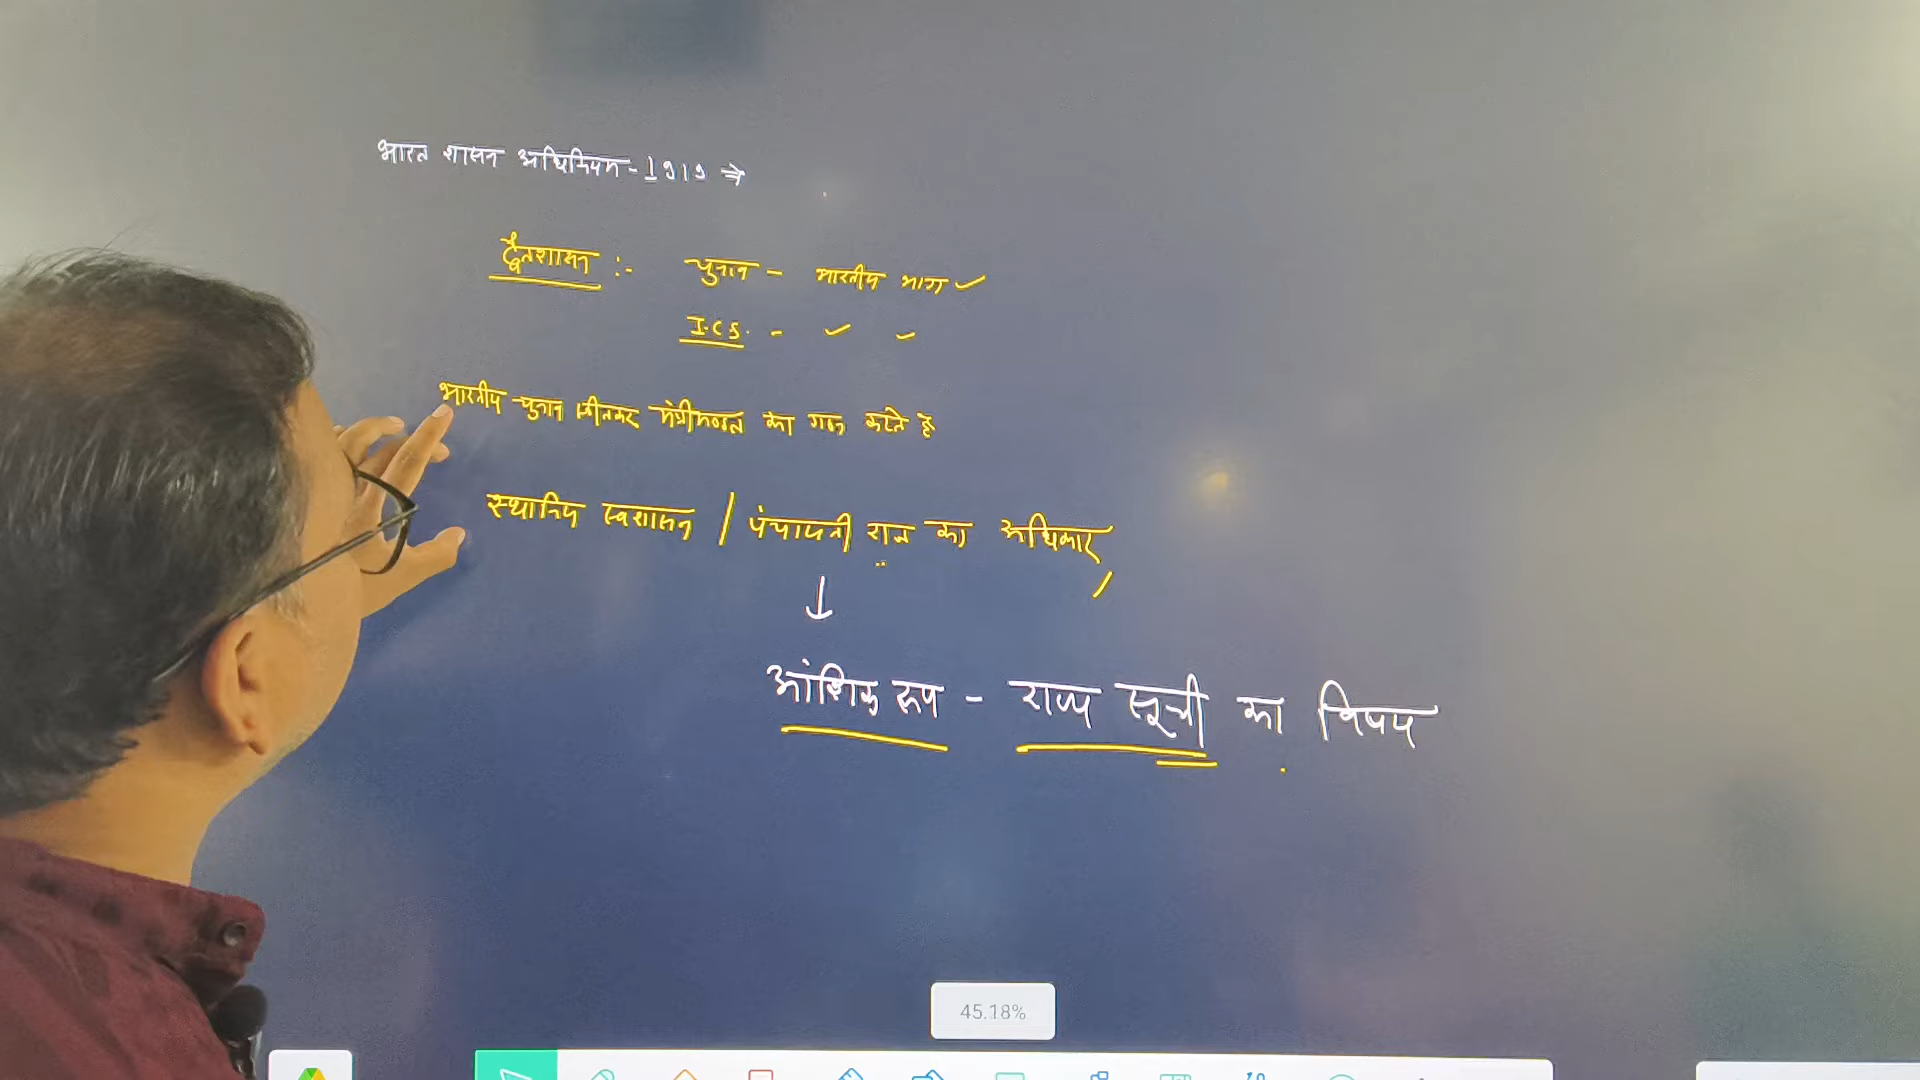 भारत शासन अधिनियम - 1919 ने
द्वैतशासन :- चुनाव - भारतीय भाग ✓
I.C.S. - ✓ ✓
भारतीय चुनाव जीतकर मंत्रीमण्डल का गठन करते है
स्थानिय स्वशासन / पंचायती राज का अधिकार,
↓
आंशिक रूप - राज्य सूची का विषय
45.18%